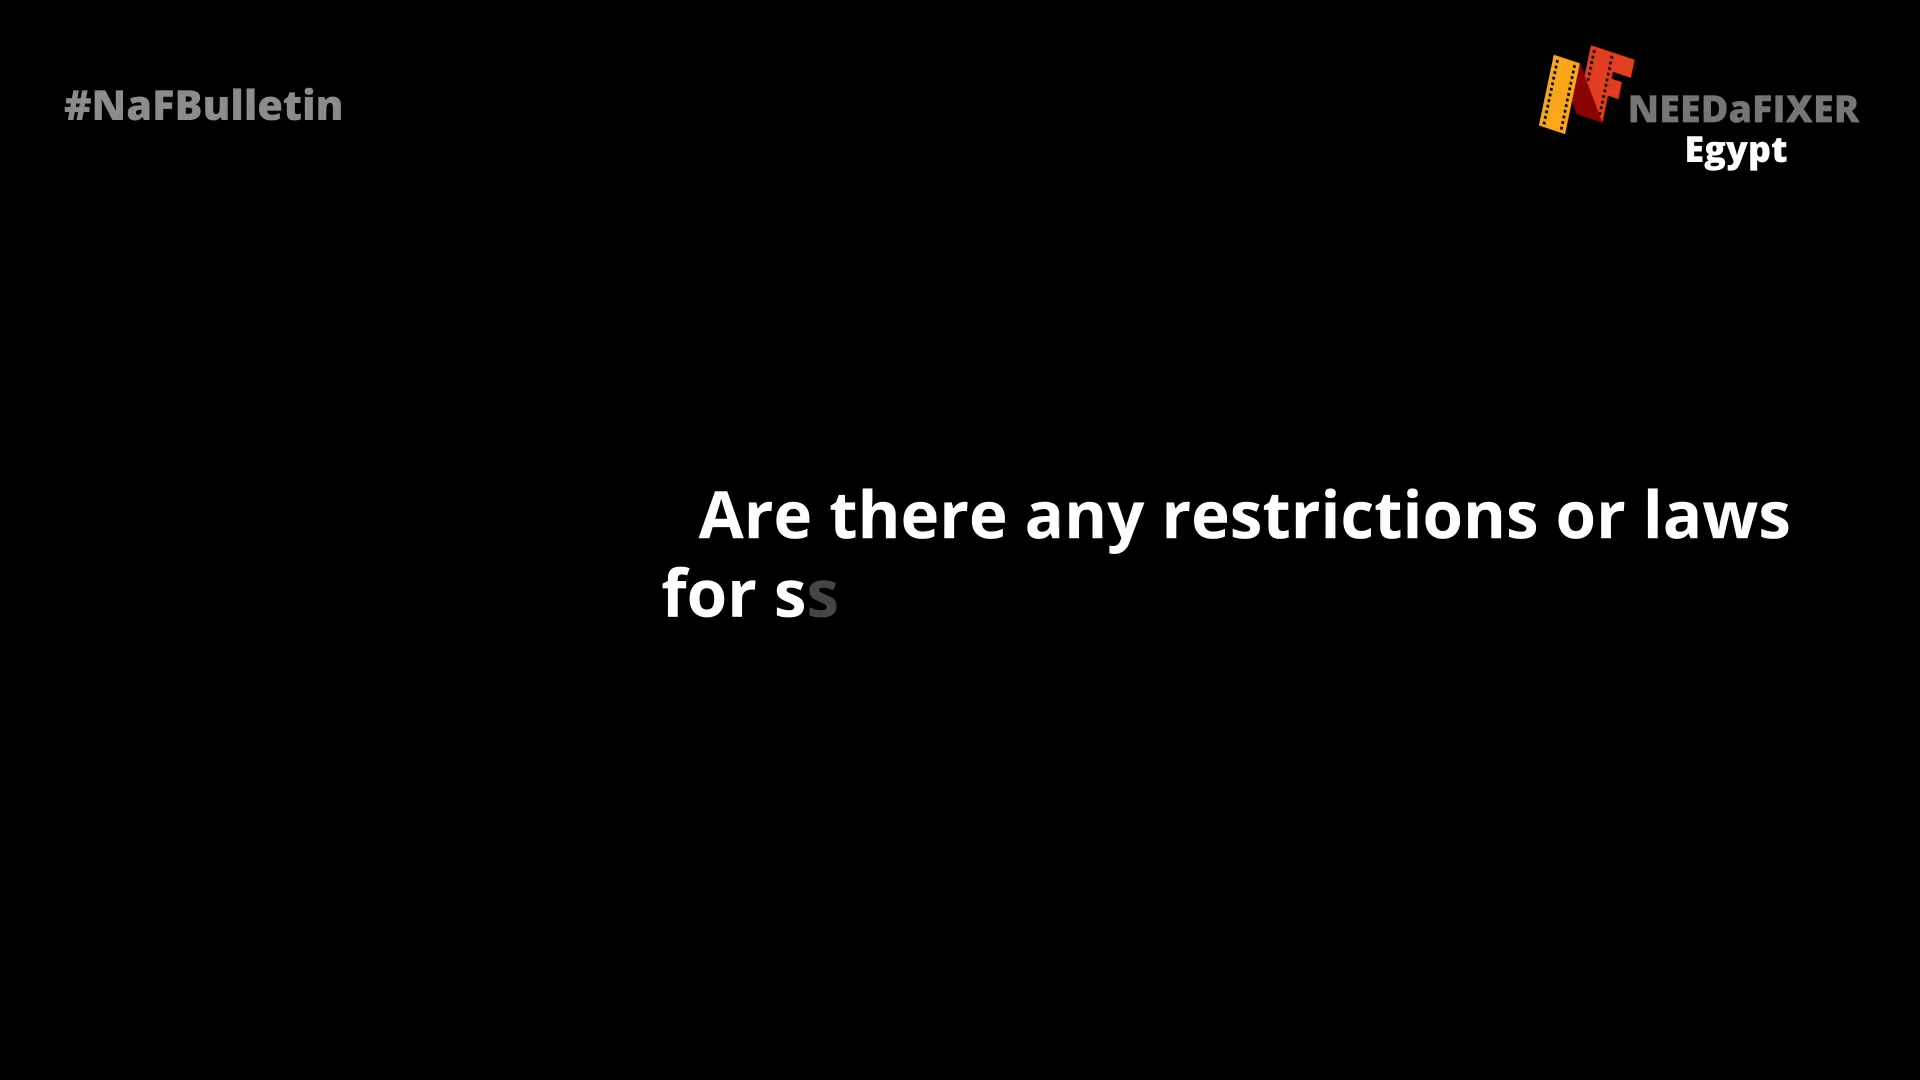 #NaFBulletin
NEEDaFIXER
Egypt
Are there any restrictions or laws
for ss